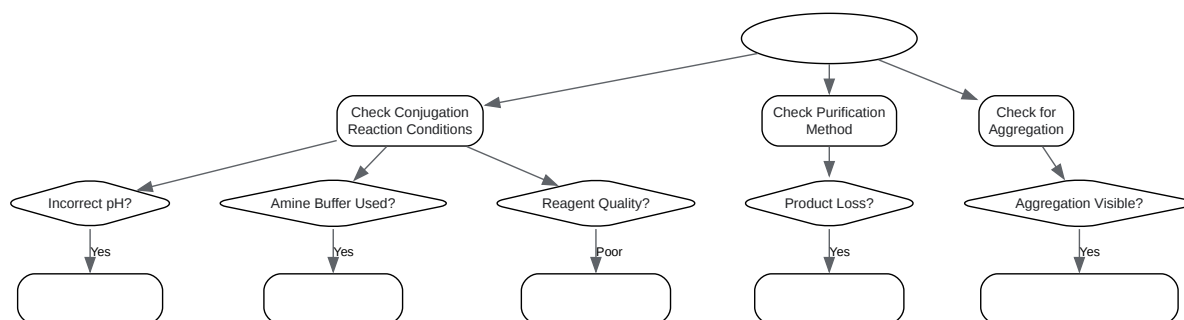 Check Conjugation
Reaction Conditions
Check Purification
Method
Check for
Aggregation
Incorrect pH?
Amine Buffer Used?
Reagent Quality?
Product Loss?
Aggregation Visible?
Yes
Yes
Poor
Yes
Yes